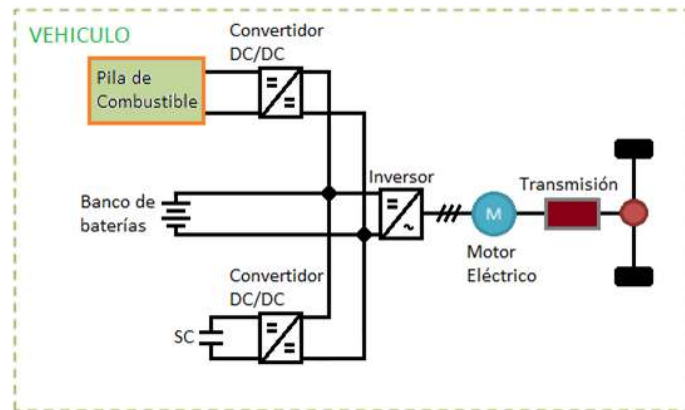 VEHICULO
Convertidor
DC/DC
Pila de
Combustible
Inversor
Transmisión
Banco de
baterías
M
Motor
Eléctrico
Convertidor
DC/DC
SC